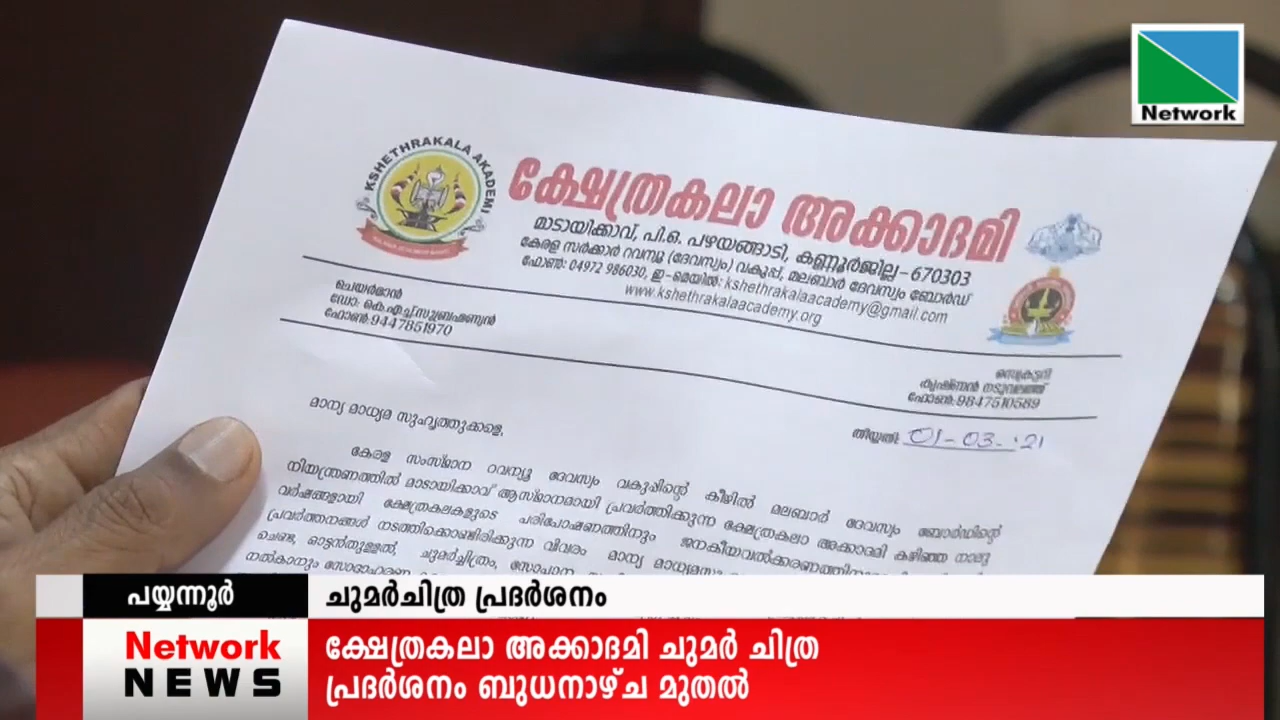 Network
KSHETHRAKALA AKADEMI
ക്ഷേത്രകലാ അക്കാദമി
മാടായിക്കാവ്, പി.ഒ. പഴയങ്ങാടി, കണ്ണൂർജില്ല – 670303
കേരള സർക്കാർ റവന്യൂ (ദേവസ്വം) വകുപ്പ്, മലബാർ ദേവസ്വം ബോർഡ്
ഫോൺ: 04972 986030, ഇ-മെയിൽ: kshethrakalaacademy@gmail.com
www.kshethrakalaacademy.org
ചെയർമാൻ
ഡോ: കെ.എച്ച്.സുബ്രഹ്മണ്യൻ
ഫോൺ:9447851970
സെക്രട്ടറി
കൃഷ്ണൻ നടുവലത്ത്
ഫോൺ:9847510589
തീയ്യതി: 01-03-'21
മാന്യ മാധ്യമ സുഹൃത്തുക്കളെ,
കേരള സംസ്ഥാന റവന്യൂ ദേവസ്വം വകുപ്പിന്റെ കീഴിൽ മലബാർ ദേവസ്വം ബോർഡിന്റെ
നിയന്ത്രണത്തിൽ മാടായിക്കാവ് ആസ്ഥാനമായി പ്രവർത്തിക്കുന്ന ക്ഷേത്രകലാ അക്കാദമി കഴിഞ്ഞ നാലു
വർഷങ്ങളായി ക്ഷേത്രകലകളുടെ പരിപോഷണത്തിനും
പ്രവർത്തനങ്ങൾ നടത്തിക്കൊണ്ടിരിക്കുന്ന വിവരം മാന്യ
ചെണ്ട, ഓട്ടൻതുള്ളൽ, ചുമർചിത്രം, സോപാന
നൽകാനും
പയ്യന്നൂർ
ചുമർചിത്ര പ്രദർശനം
Network
NEWS
ക്ഷേത്രകലാ അക്കാദമി ചുമർ ചിത്ര
പ്രദർശനം ബുധനാഴ്ച മുതൽ